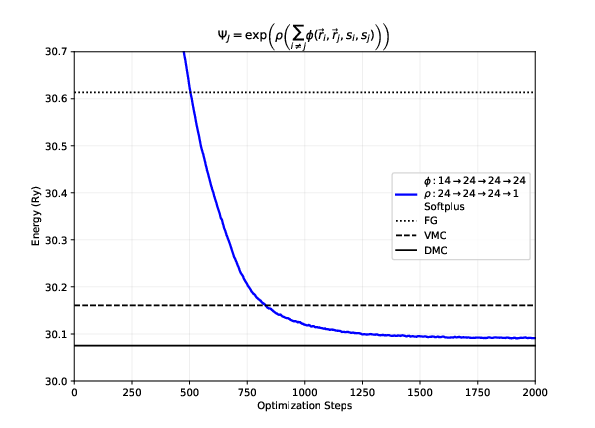 Ψ_J = exp(ρ(∑_{i≠j} ϕ(r⃗_i, r⃗_j, s_i, s_j)))
30.7
30.6
30.5
30.4
30.3
30.2
30.1
30.0
Energy (Ry)
ϕ : 14→24→24→24
ρ : 24→24→24→1
Softplus
FG
VMC
DMC
0 250 500 750 1000 1250 1500 1750 2000
Optimization Steps